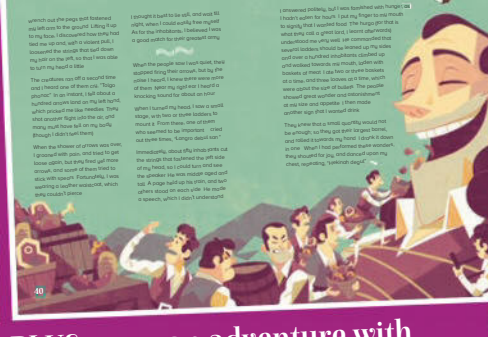 wrench out the pegs that fastened
my left arm to the ground. Lifting it up
to my face, I discovered how they had
tied me up and, with a violent pull, I
loosened the strings that tied down
my hair on the left, so that I was able
to turn my head a little.
The creatures ran off a second time
and I heard one of them cry, "Tolgo
phonac!" In an instant, I felt about a
hundred arrows land on my left hand,
which pricked me like needles. They
shot another flight into the air, and
many must have fell on my body
(though I didn't feel them).
When the shower of arrows was over,
I groaned with pain, and tried to get
loose again, but they fired yet more
arrows, and some of them tried to
stick with spears. Fortunately, I was
wearing a leather waistcoat, which
they couldn't pierce.
I thought it best to be still, and wait till
night, when I could easily free myself.
As for the inhabitants, I believed I was
a good match for their greatest army.
When the people saw I was quiet, they
stopped firing their arrows, but by the
noise I heard, I knew there were more
of them. Near my right ear I heard a
knocking sound for about an hour.
When I turned my head, I saw a small
stage, with two or three ladders to
mount it. From there, one of them
who seemed to be important cried
out three times, "Langro dehul san."
Immediately, about fifty inhabitants cut
the strings that fastened the left side
of my head, so I could turn and see
the speaker. He was middle aged and
tall. A page held up his train, and two
others stood on each side. He made
a speech, which I didn't understand.
I answered politely, but I was famished with hunger, as
I hadn't eaten for hours. I put my finger to my mouth
to signify that I wanted food. The hurgo (for that is
what they call a great lord, I learnt afterwards)
understood me very well. He commanded that
several ladders should be leaned up my sides
and over a hundred inhabitants climbed up
and walked towards my mouth, laden with
baskets of meat. I ate two or three baskets
at a time, and three loaves at a time, which
were about the size of bullets. The people
showed great wonder and astonishment
at my size and appetite. I then made
another sign that I wanted drink.
They knew that a small quantity would not
be enough, so they got their largest barrel,
and rolled it towards my hand. I drank it down
in one. When I had performed these wonders,
they shouted for joy, and danced upon my
chest, repeating, "Hekinah degul"
40
adventure with